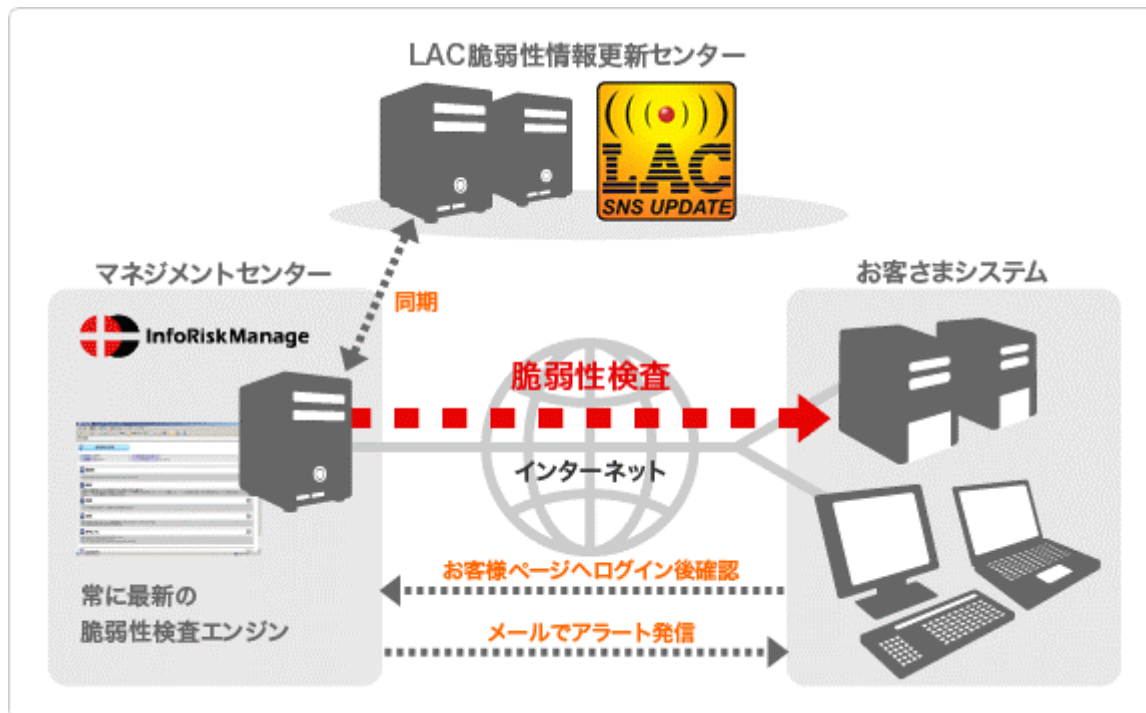 LAC脆弱性情報更新センター
LAC
SNS UPDATE
マネジメントセンター
お客さまシステム
同期
InfoRiskManage
脆弱性検査
インターネット
お客様ページへログイン後確認
常に最新の
脆弱性検査エンジン
メールでアラート発信